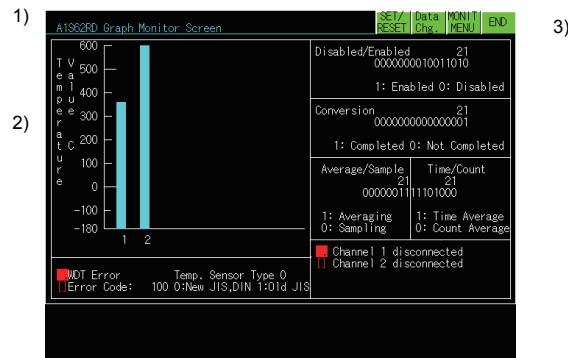 1)
2)
3)
A1S62RD Graph Monitor Screen
SET/
RESET
Data
Chg.
MONIT
MENU
END
Temperature
Value C
600
500
400
300
200
100
0
-100
-180
1 2
WDT Error Temp. Sensor Type 0
Error Code: 100 0:New JIS,DIN 1:Old JIS
Disabled/Enabled 21
0000000010011010
1: Enabled 0: Disabled
Conversion 21
0000000000000001
1: Completed 0: Not Completed
Average/Sample Time/Count
21 21
0000001111101000
1: Averaging 1: Time Average
0: Sampling 0: Count Average
Channel 1 disconnected
Channel 2 disconnected